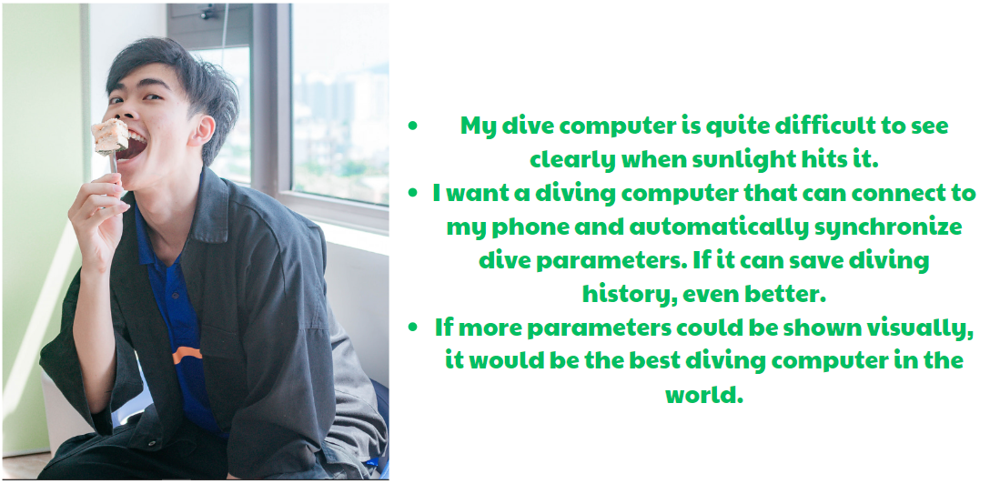 • My dive computer is quite difficult to see
clearly when sunlight hits it.
• I want a diving computer that can connect to
my phone and automatically synchronize
dive parameters. If it can save diving
history, even better.
• If more parameters could be shown visually,
it would be the best diving computer in the
world.